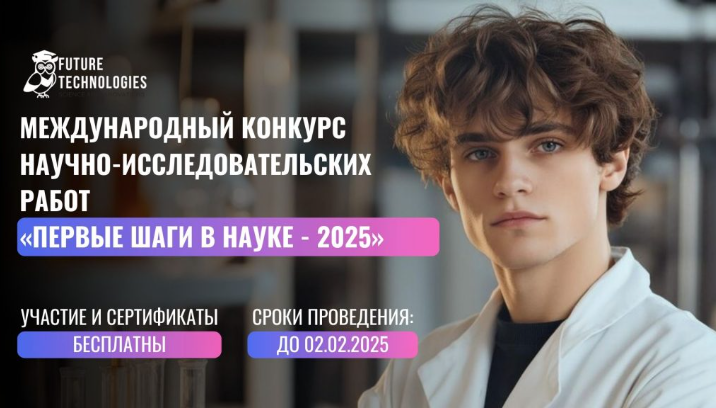 FUTURE
TECHNOLOGIES
МЕЖДУНАРОДНЫЙ КОНКУРС
НАУЧНО-ИССЛЕДОВАТЕЛЬСКИХ
РАБОТ
«ПЕРВЫЕ ШАГИ В НАУКЕ - 2025»
УЧАСТИЕ И СЕРТИФИКАТЫ
БЕСПЛАТНЫ
СРОКИ ПРОВЕДЕНИЯ:
ДО 02.02.2025